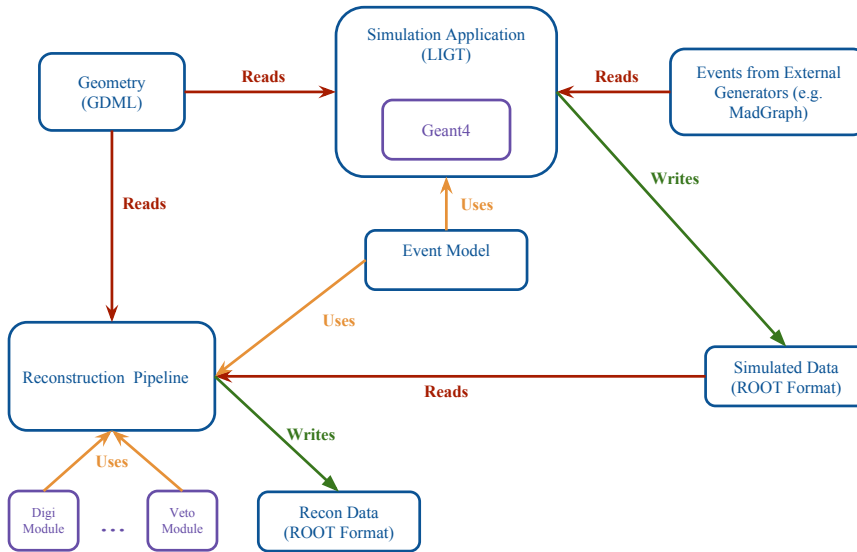 Simulation Application
(LIGT)
Geometry
(GDML)
Reads
Reads
Events from External
Generators (e.g.
MadGraph)
Geant4
Writes
Reads
Uses
Event Model
Uses
Reconstruction Pipeline
Simulated Data
(ROOT Format)
Reads
Writes
Uses
Digi
Module
...
Veto
Module
Recon Data
(ROOT Format)